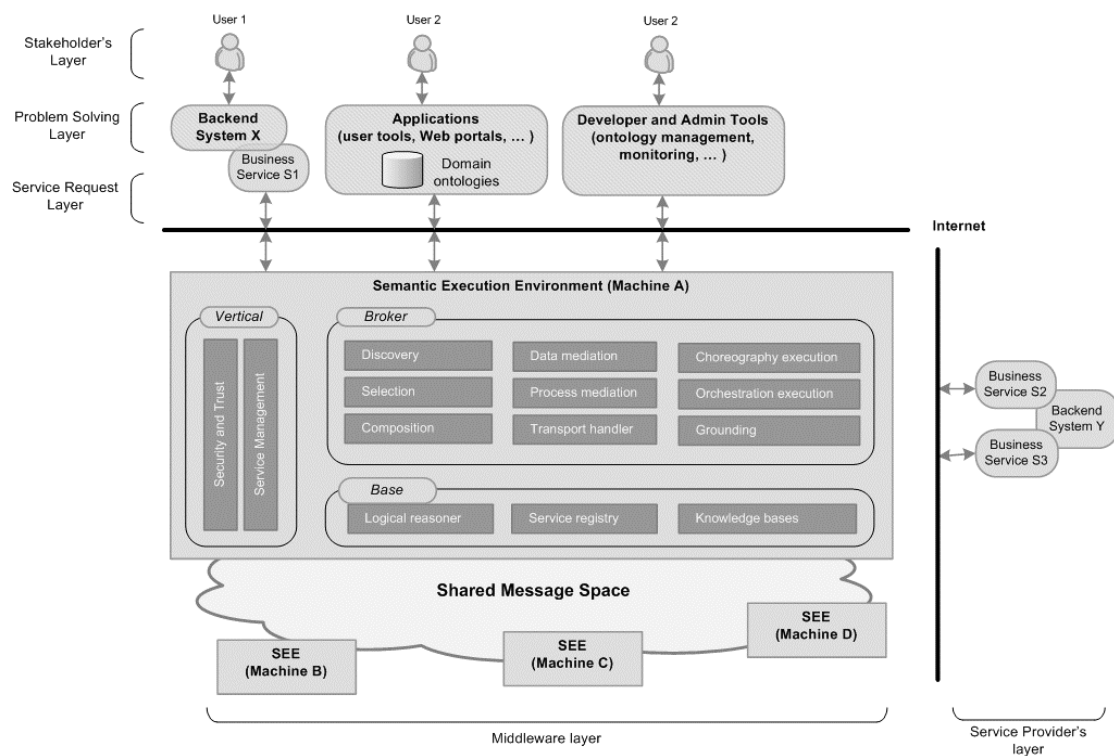 User 1
User 2
User 2
Stakeholder's
Layer
Problem Solving
Layer
Backend
System X
Applications
(user tools, Web portals, ... )
Developer and Admin Tools
(ontology management,
monitoring, ... )
Business
Service S1
Domain
ontologies
Service Request
Layer
Internet
Semantic Execution Environment (Machine A)
Vertical
Security and Trust
Service Management
Broker
Discovery
Data mediation
Choreography execution
Selection
Process mediation
Orchestration execution
Composition
Transport handler
Grounding
Base
Logical reasoner
Service registry
Knowledge bases
Business
Service S2
Backend
System Y
Business
Service S3
Shared Message Space
SEE
(Machine B)
SEE
(Machine C)
SEE
(Machine D)
Middleware layer
Service Provider's
layer